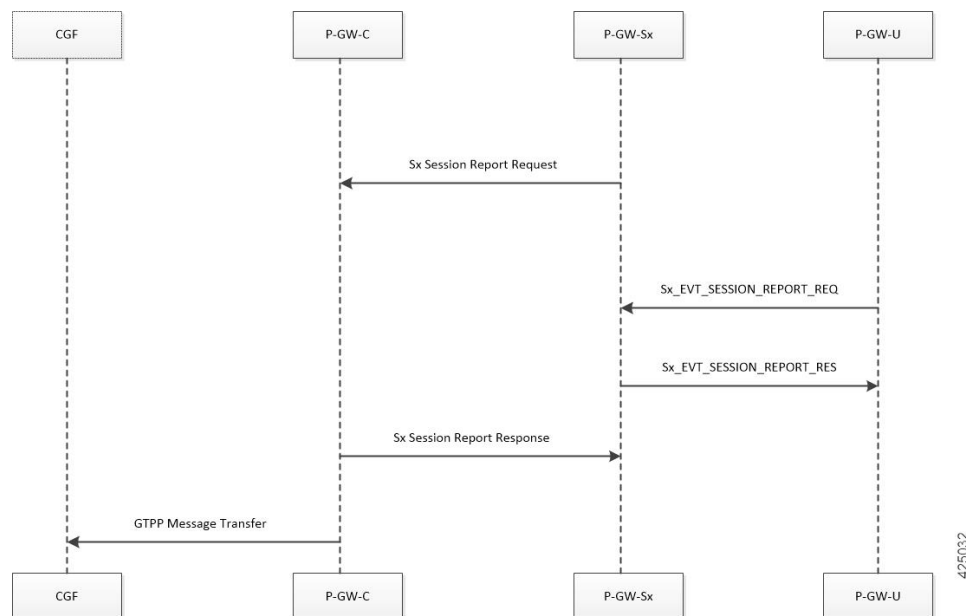 CGF
P-GW-C
P-GW-Sx
P-GW-U
Sx Session Report Request
Sx_EVT_SESSION_REPORT_REQ
Sx_EVT_SESSION_REPORT_RES
Sx Session Report Response
GTPP Message Transfer
CGF
P-GW-C
P-GW-Sx
P-GW-U
425032